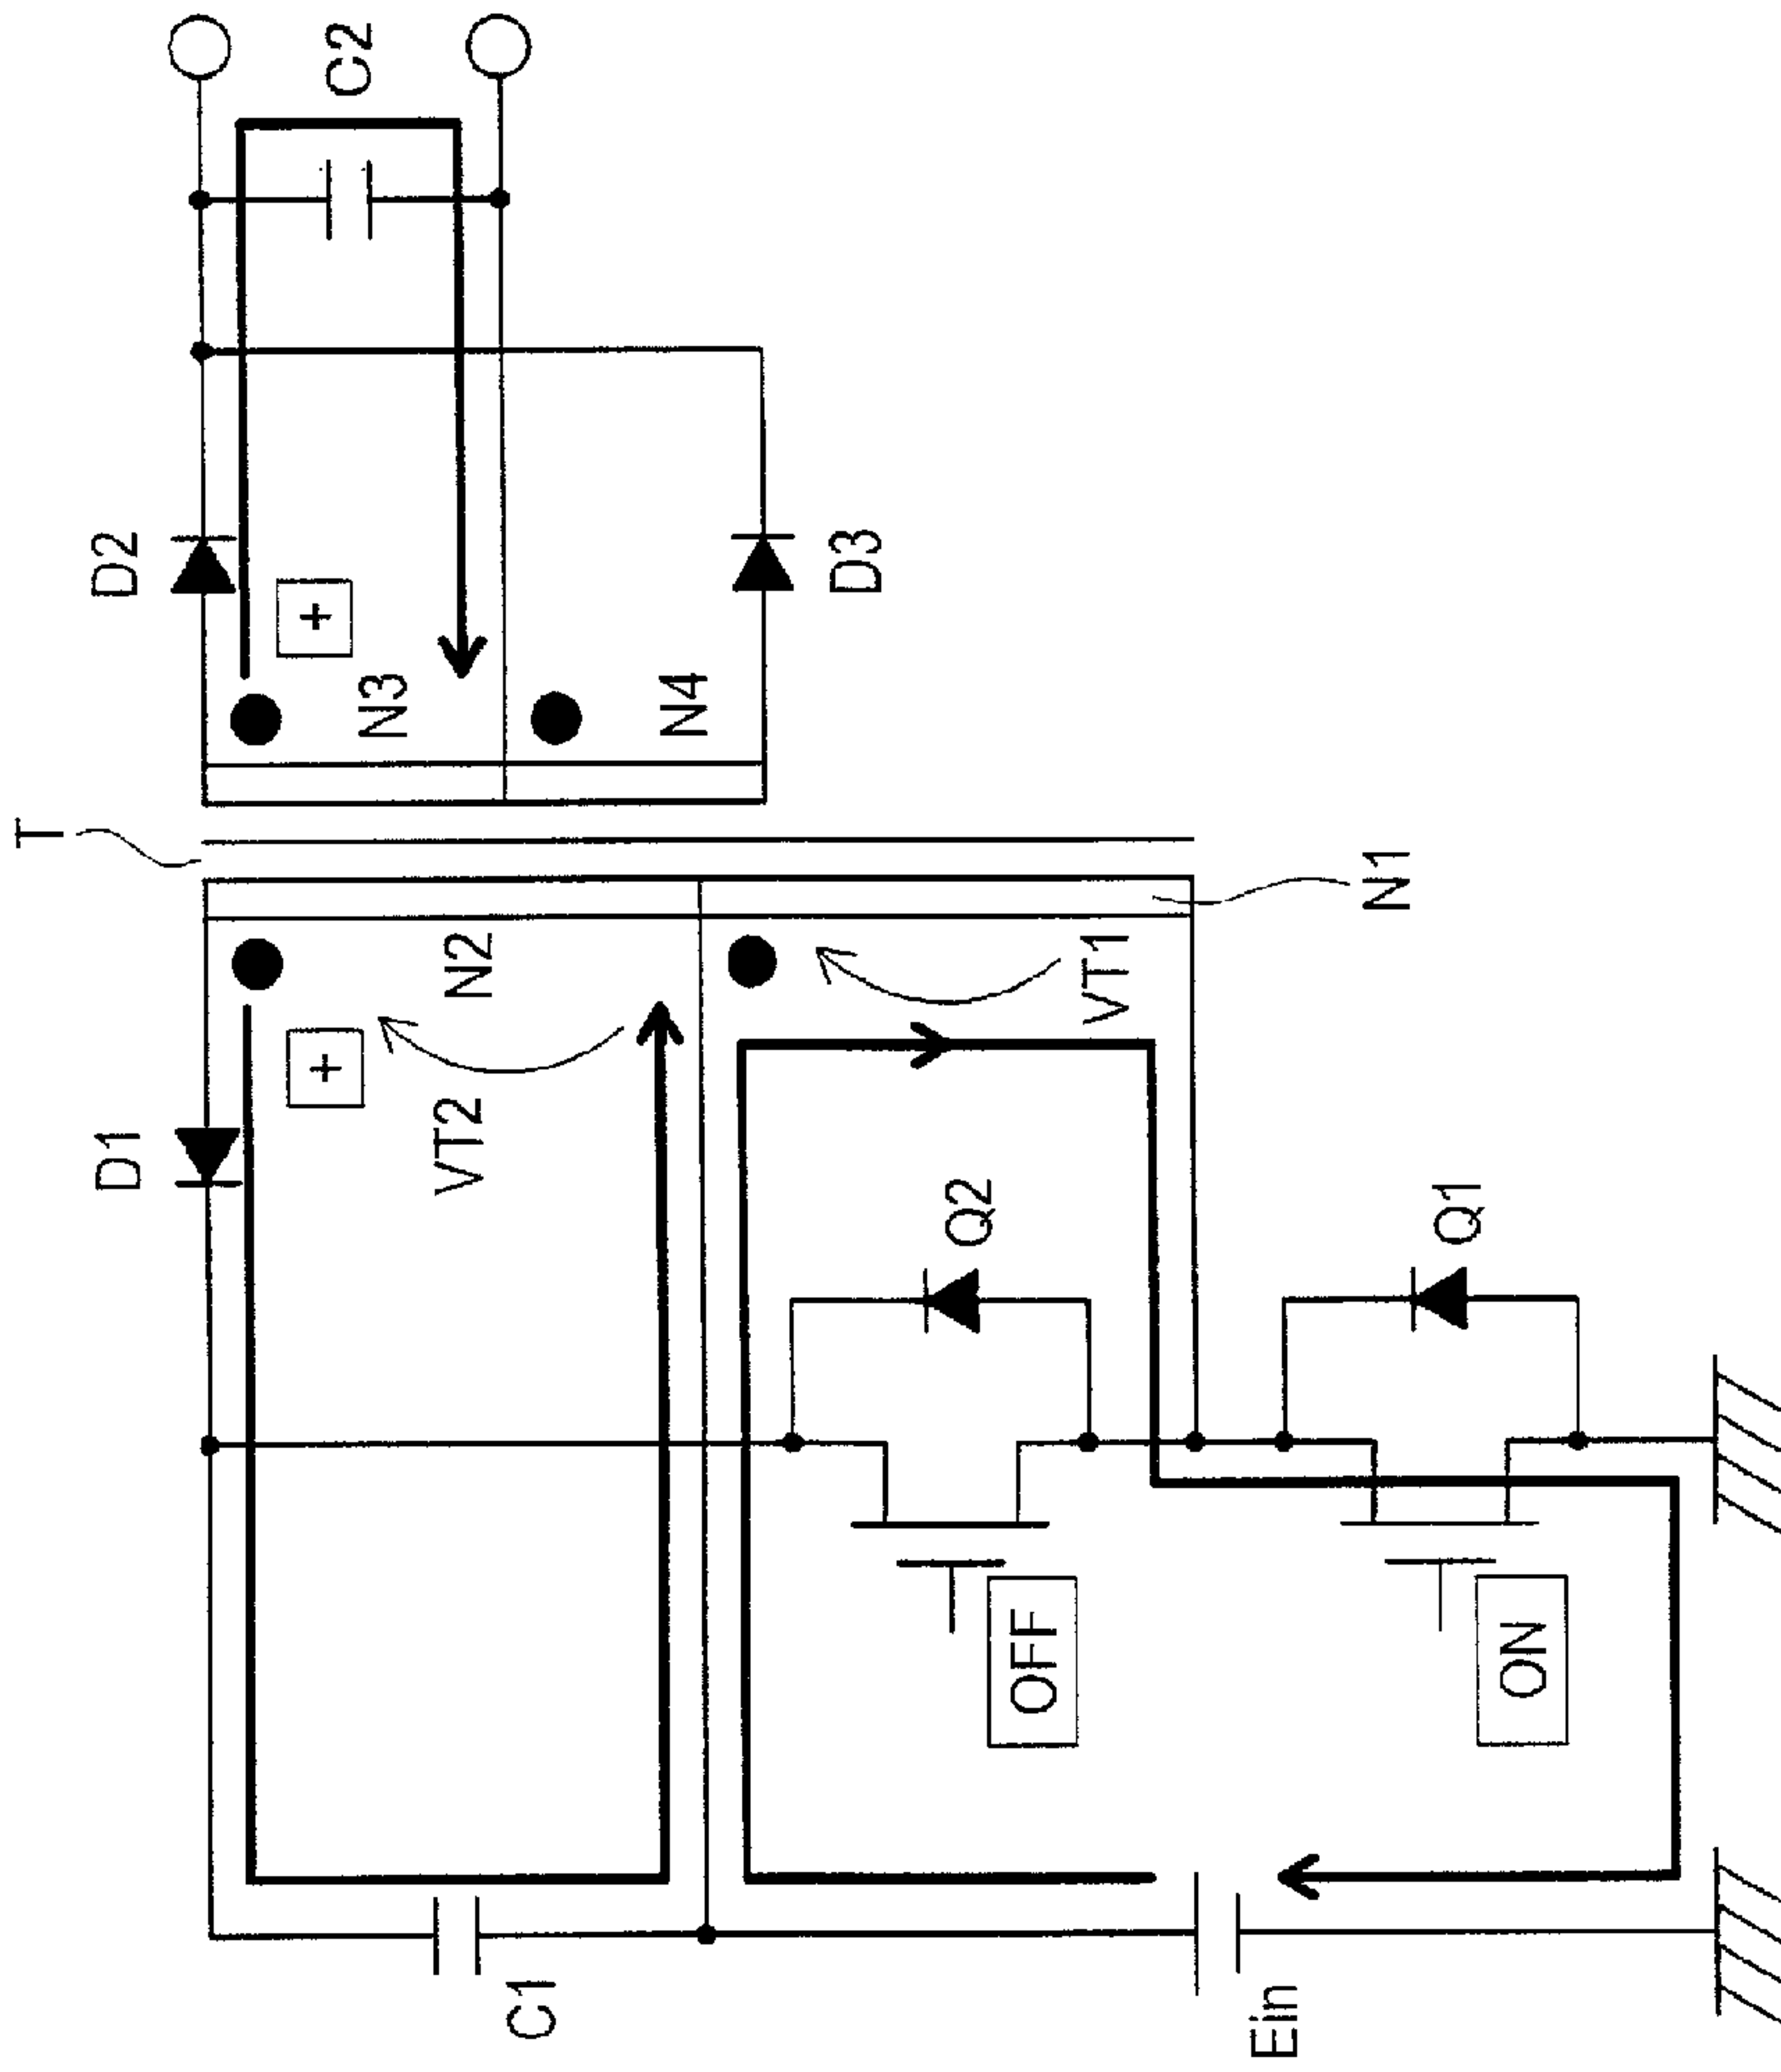 T
D1
D2
C2
+
+
N2
N3
VT2
N4
VT1
D3
Q2
N1
Q1
OFF
ON
C1
Ein